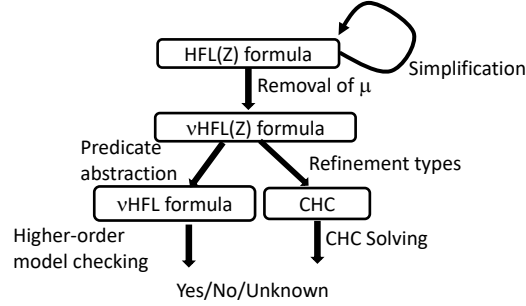 HFL(Z) formula
Simplification
Removal of μ
νHFL(Z) formula
Predicate
abstraction
Refinement types
νHFL formula
CHC
Higher-order
model checking
CHC Solving
Yes/No/Unknown